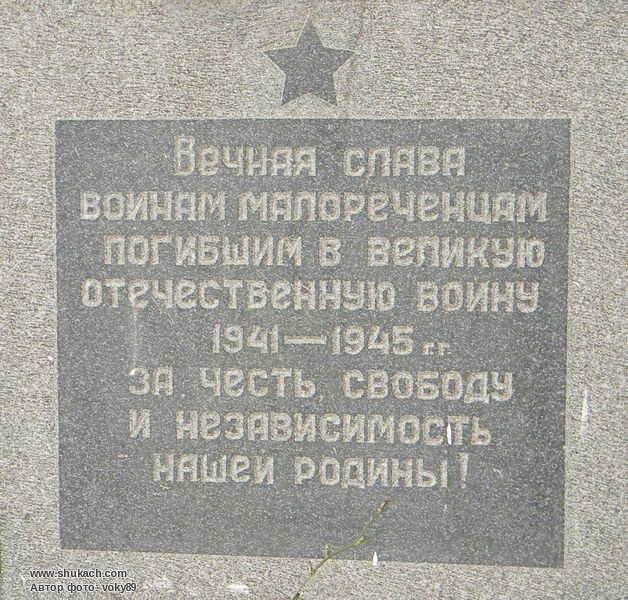 Вечная слава
воинам малореченцам
погибшим в великую
отечественную войну
1941—1945 г.г.
за честь, свободу
и независимость
нашей родины!
www.shukach.com
Автор фото- voky89